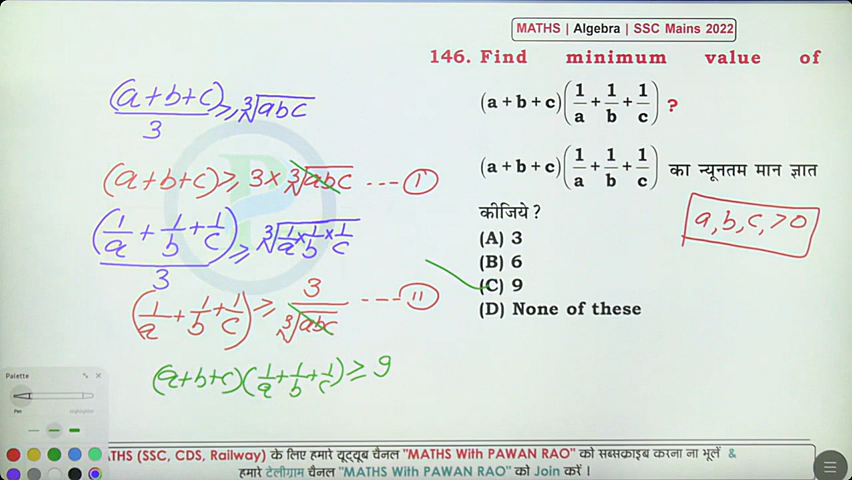 MATHS | Algebra | SSC Mains 2022
146. Find minimum value of
(a + b + c)(1/a + 1/b + 1/c) ?
(a + b + c)(1/a + 1/b + 1/c) का न्यूनतम मान ज्ञात
कीजिये ?
(A) 3
(B) 6
(C) 9
(D) None of these
a, b, c, >0
(a+b+c)/3 ≥ ∛abc
(a+b+c) ≥ 3 × ∛abc ---- I
(1/a + 1/b + 1/c)/3 ≥ ∛(1/a × 1/b × 1/c)
(1/a + 1/b + 1/c) ≥ 3/∛abc ---- II
(a+b+c)(1/a + 1/b + 1/c) ≥ 9
Palette
Pen Highlighter
THS (SSC, CDS, Railway) के लिए हमारे यूट्यूब चैनल "MATHS With PAWAN RAO" को सबस्क्राइब करना ना भूलें &
हमारे टेलीग्राम चैनल "MATHS With PAWAN RAO" को Join करें !